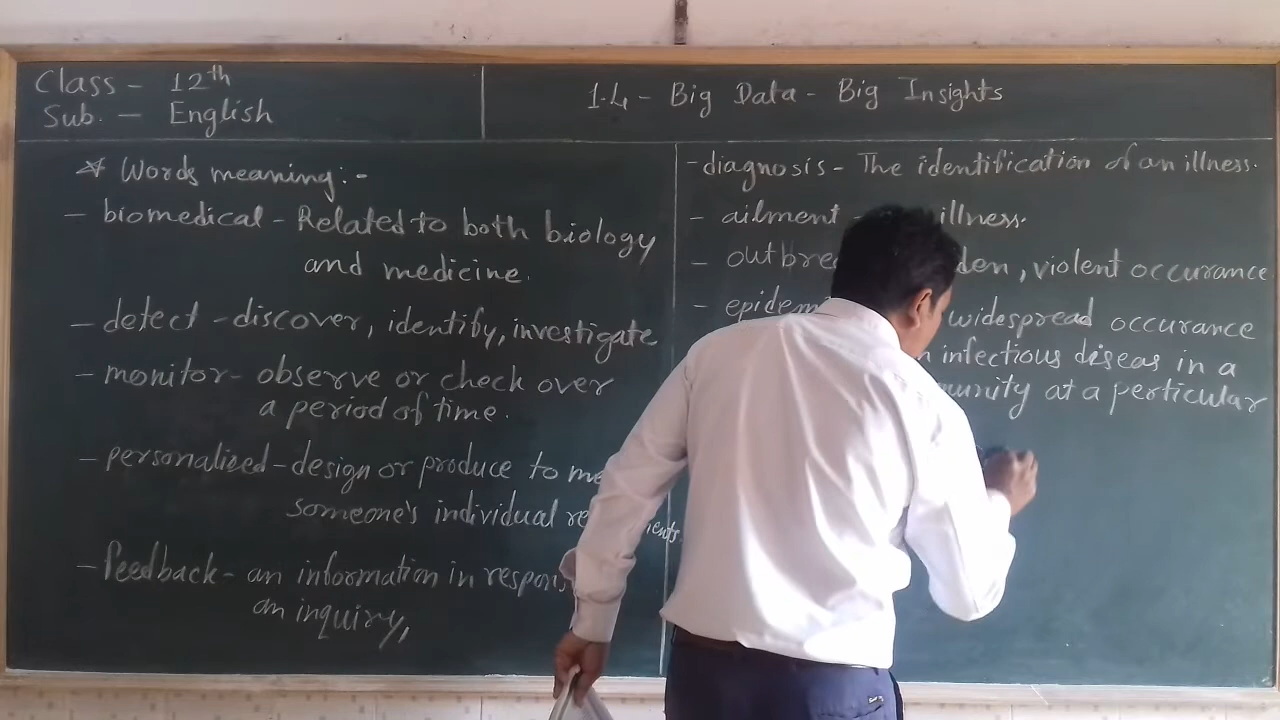 Class - 12th
Sub. - English
1.4 - Big Data - Big Insights
* Words meaning:-
- biomedical - Related to both biology
and medicine.
- detect - discover, identify, investigate
- monitor - observe or check over
a period of time.
- personalised - design or produce to
someone's individual
- feedback - an information in
an inquiry,
- diagnosis - The identification of an illness.
- ailment - illness.
- , violent occurance
- widespread occurance
infectious diseas in a
at a perticular